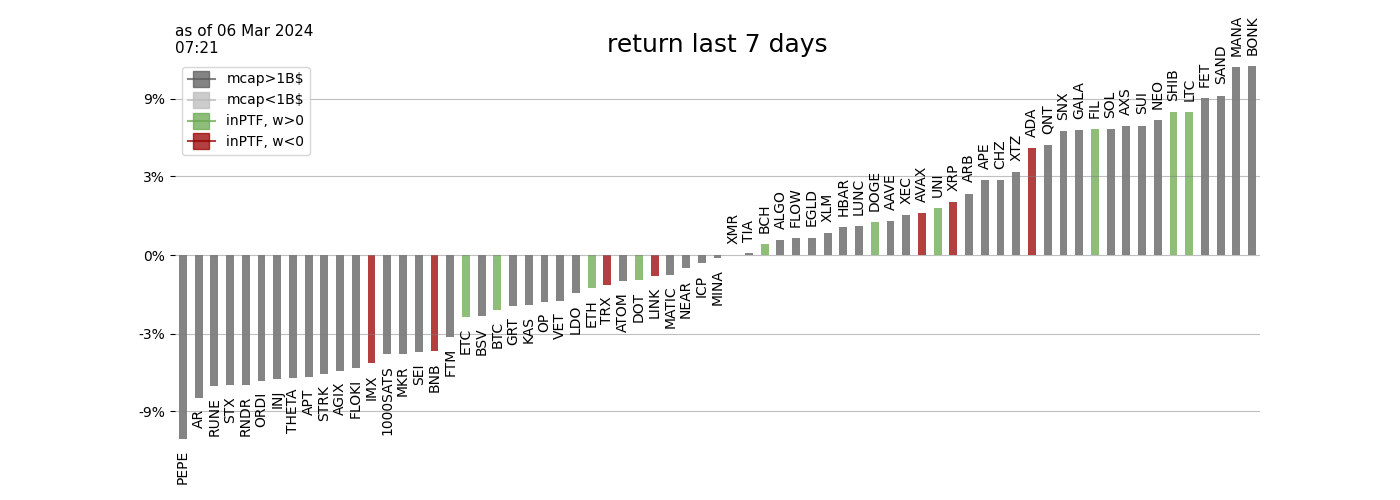 as of 06 Mar 2024
07:21
return last 7 days
mcap>1B$
mcap<1B$
inPTF, w>0
inPTF, w<0
9%
3%
0%
-3%
-9%
PEPE
AR
RUNE
STX
RNDR
ORDI
INJ
THETA
APT
STRK
AGIX
FLOKI
IMX
1000SATS
MKR
SEI
BNB
FTM
ETC
BSV
BTC
GRT
KAS
OP
VET
LDO
ETH
TRX
ATOM
DOT
LINK
MATIC
NEAR
ICP
MINA
XMR
TIA
BCH
ALGO
FLOW
EGLD
XLM
HBAR
LUNC
DOGE
AAVE
XEC
AVAX
UNI
XRP
ARB
APE
CHZ
XTZ
ADA
QNT
SNX
GALA
FIL
SOL
AXS
SUI
NEO
SHIB
LTC
FET
SAND
MANA
BONK